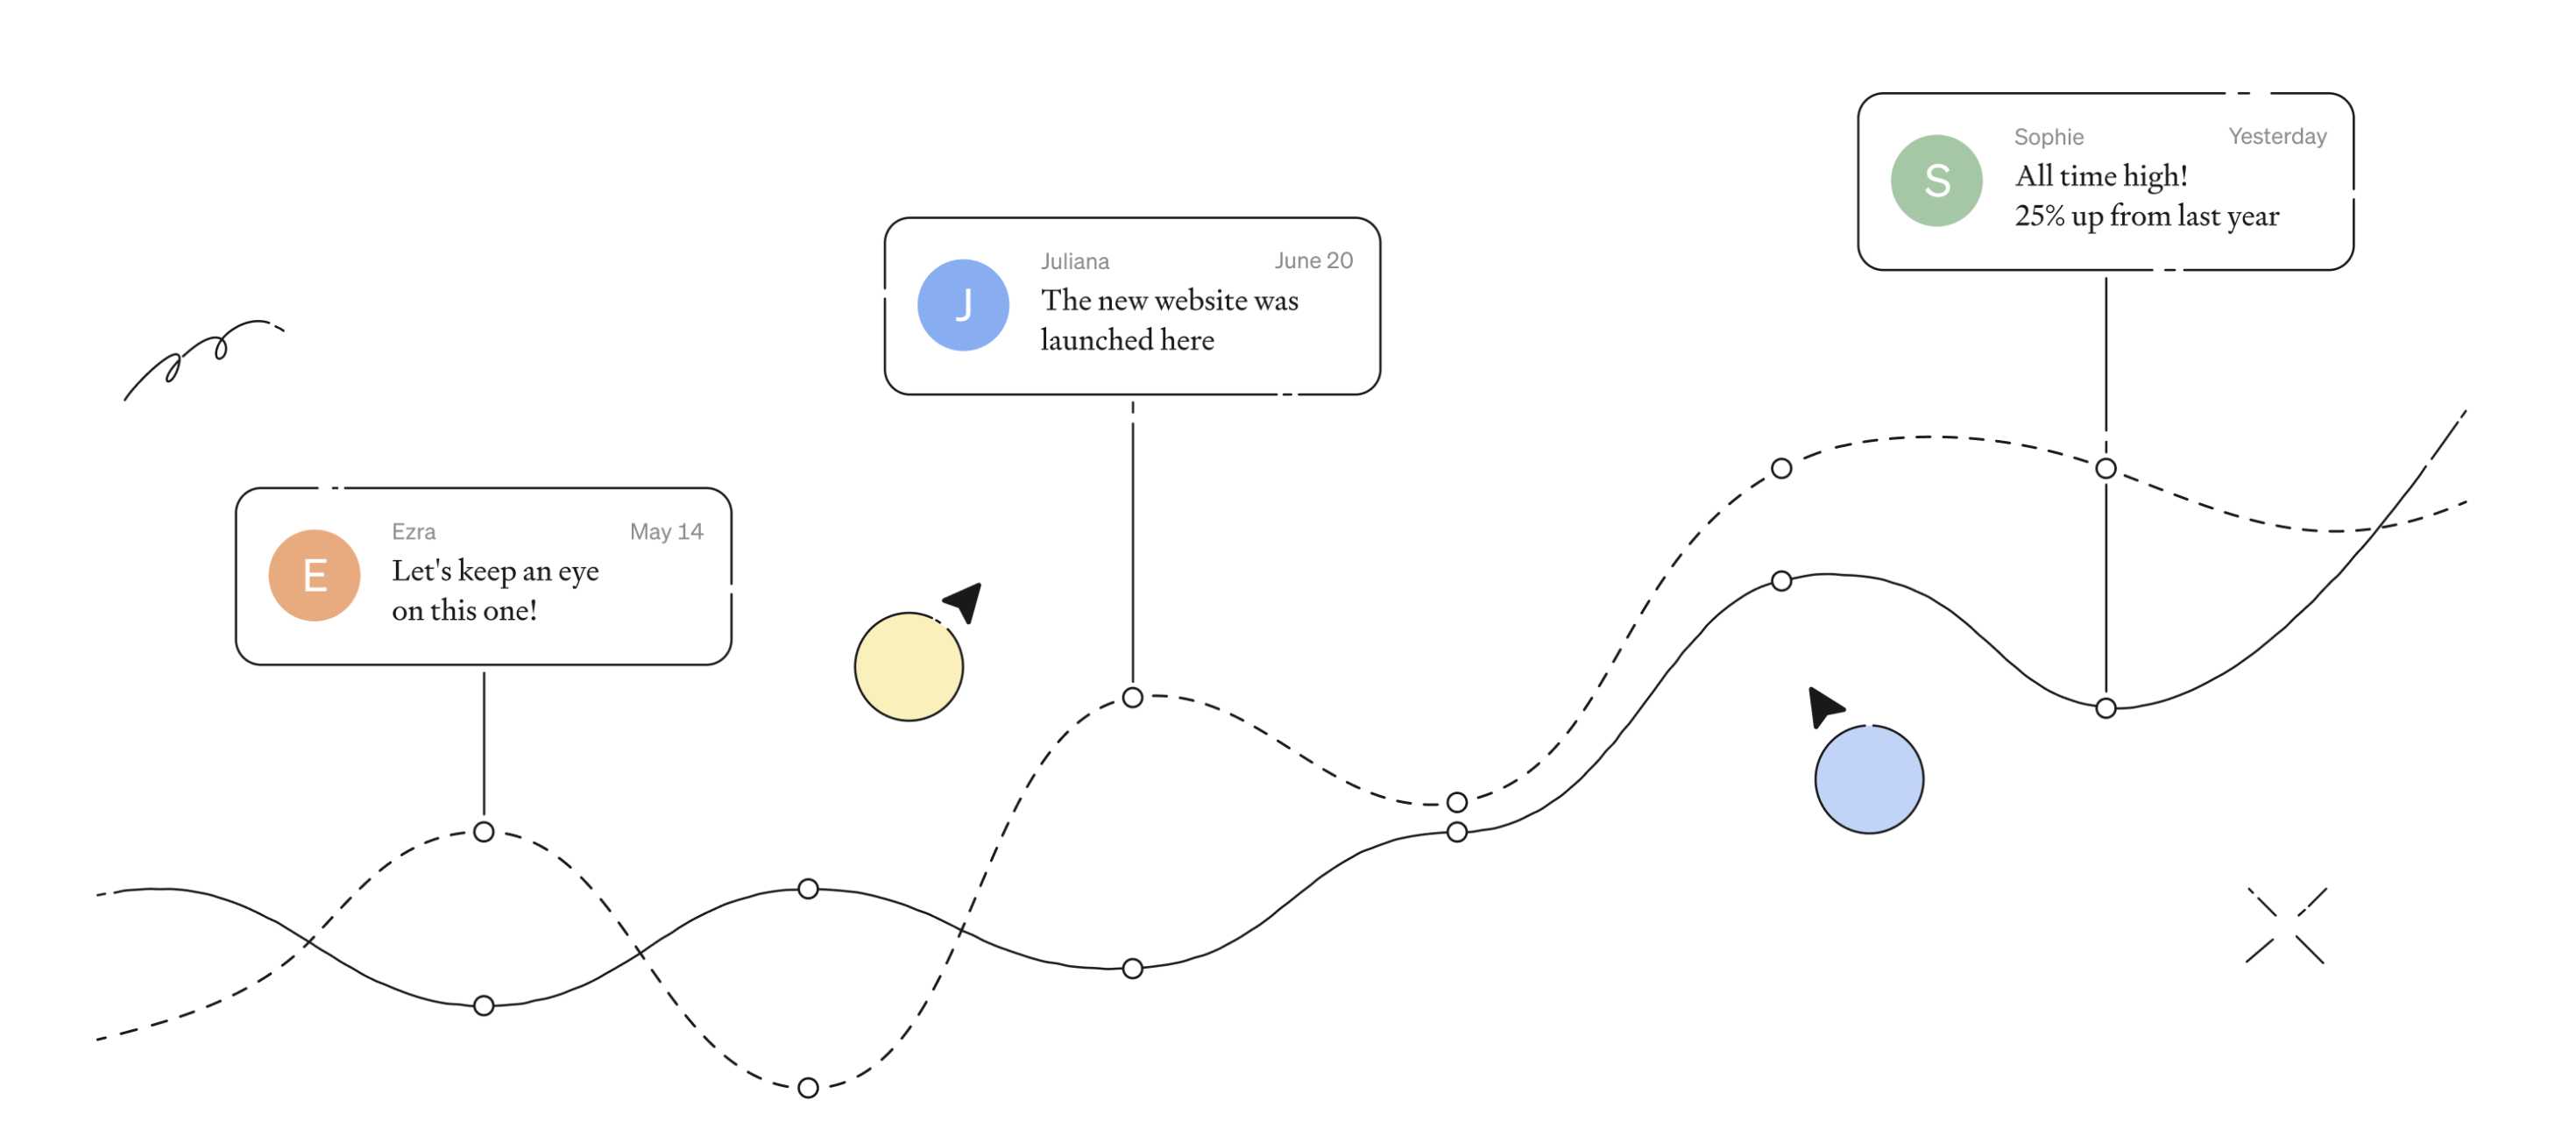 Sophie Yesterday
S
All time high!
25% up from last year
Juliana June 20
J
The new website was
launched here
Ezra May 14
E
Let's keep an eye
on this one!